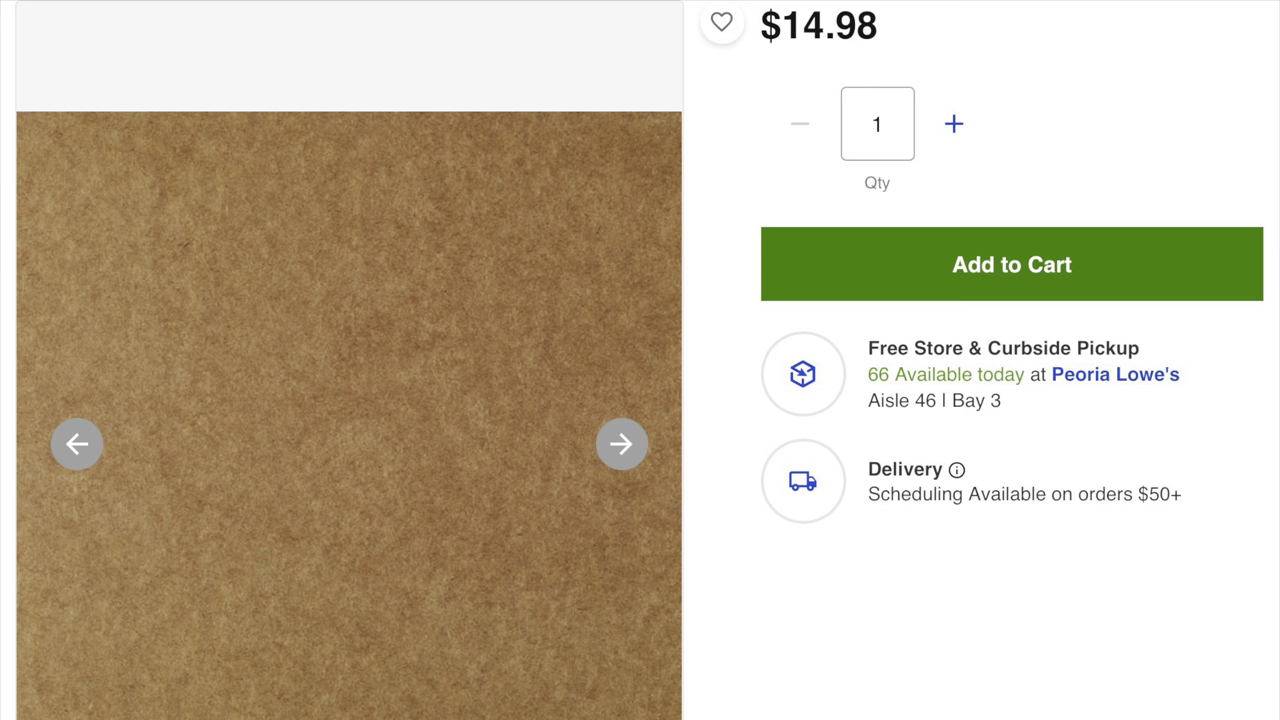 $14.98
1
Qty
Add to Cart
Free Store & Curbside Pickup
66 Available today at Peoria Lowe's
Aisle 46 | Bay 3
Delivery
Scheduling Available on orders $50+